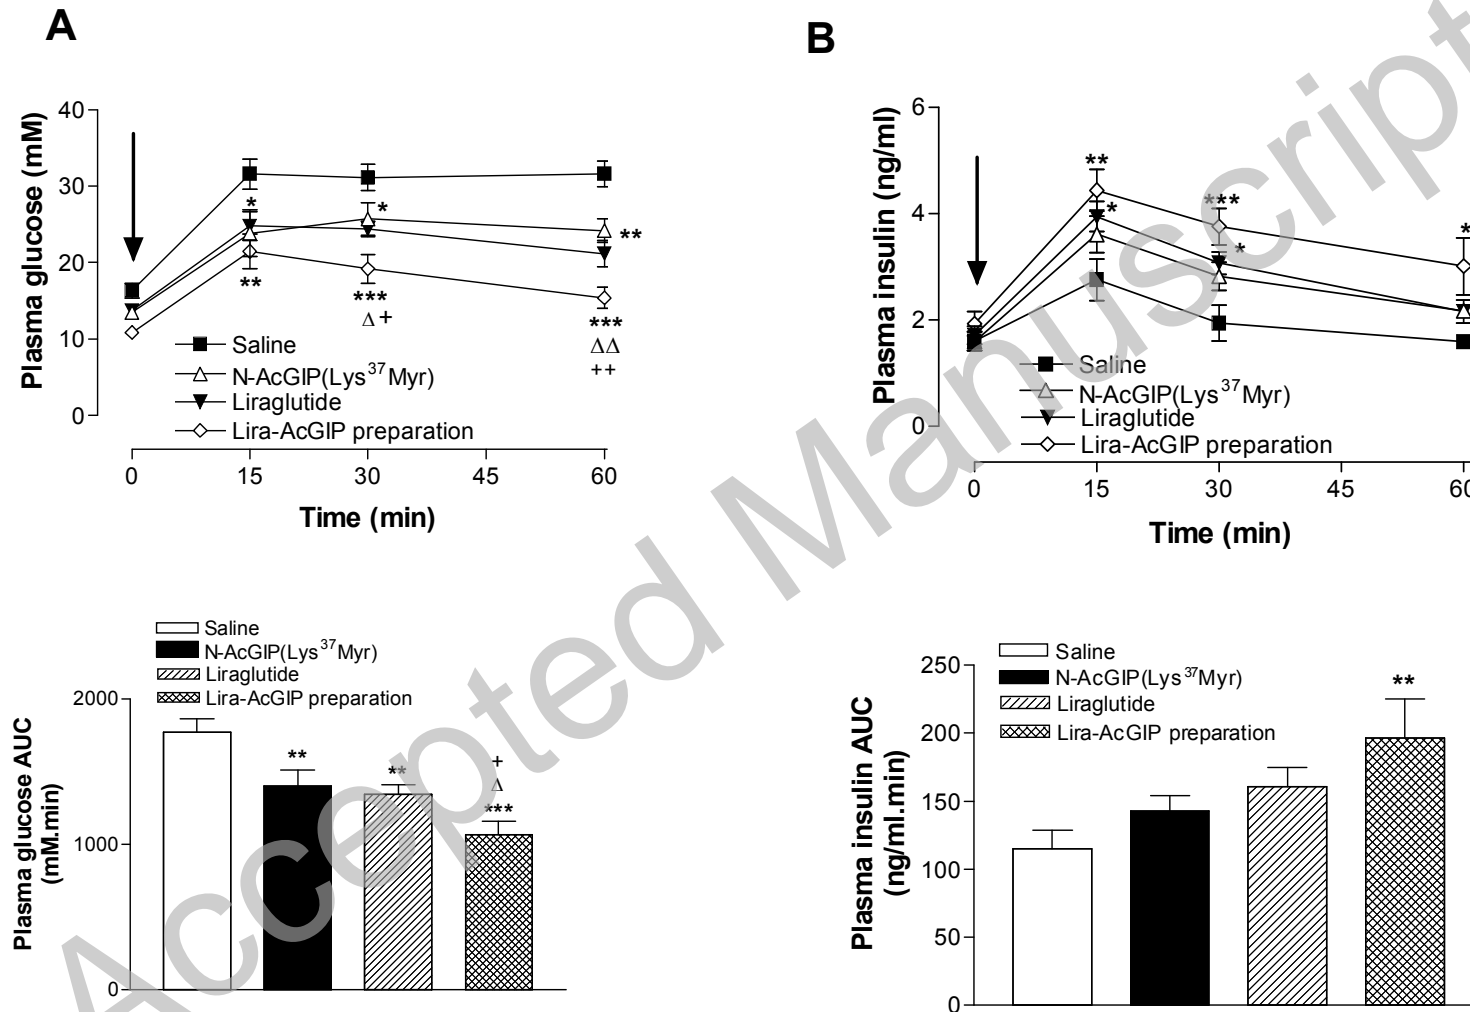 A
Plasma glucose (mM)
40
30
20
10
0
*
*
**
**
***
Δ+
***
ΔΔ
++
Saline
N-AcGIP(Lys37Myr)
Liraglutide
Lira-AcGIP preparation
0 15 30 45 60
Time (min)
B
Plasma insulin (ng/ml)
6
4
2
0
**
*
***
*
*
Saline
N-AcGIP(Lys37Myr)
Liraglutide
Lira-AcGIP preparation
0 15 30 45 60
Time (min)
Saline
N-AcGIP(Lys37Myr)
Liraglutide
Lira-AcGIP preparation
Plasma glucose AUC
(mM.min)
2000
1000
0
**
**
+
Δ
***
Saline
N-AcGIP(Lys37Myr)
Liraglutide
Lira-AcGIP preparation
Plasma insulin AUC
(ng/ml.min)
250
200
150
100
50
0
**
Accepted Manuscript